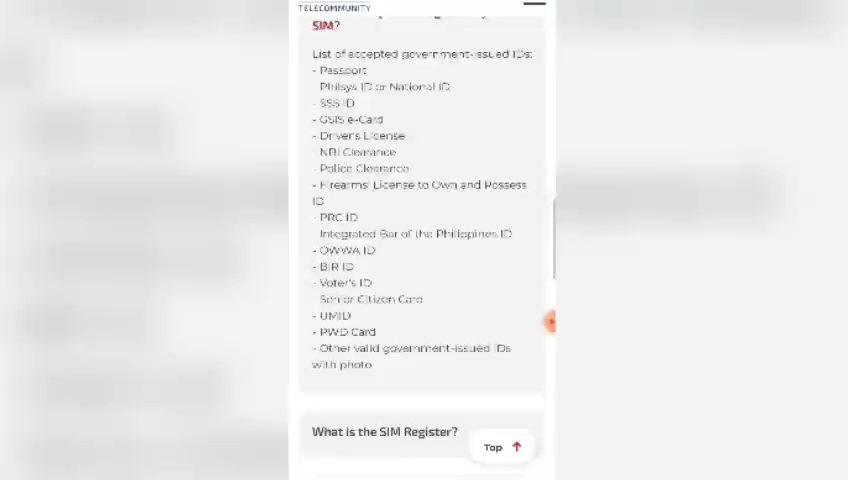 TELECOMMUNITY
SIM?
List of accepted government-issued IDs:
- Passport
- Philsys ID or National ID
- SSS ID
- GSIS e-Card
- Driver's License
- NBI Clearance
- Police Clearance
- Firearms' License to Own and Possess
ID
- PRC ID
- Integrated Bar of the Philippines ID
- OWWA ID
- BIR ID
- Voter's ID
- Senior Citizen Card
- UMID
- PWD Card
- Other valid government-issued IDs
with photo
What is the SIM Register?
Top